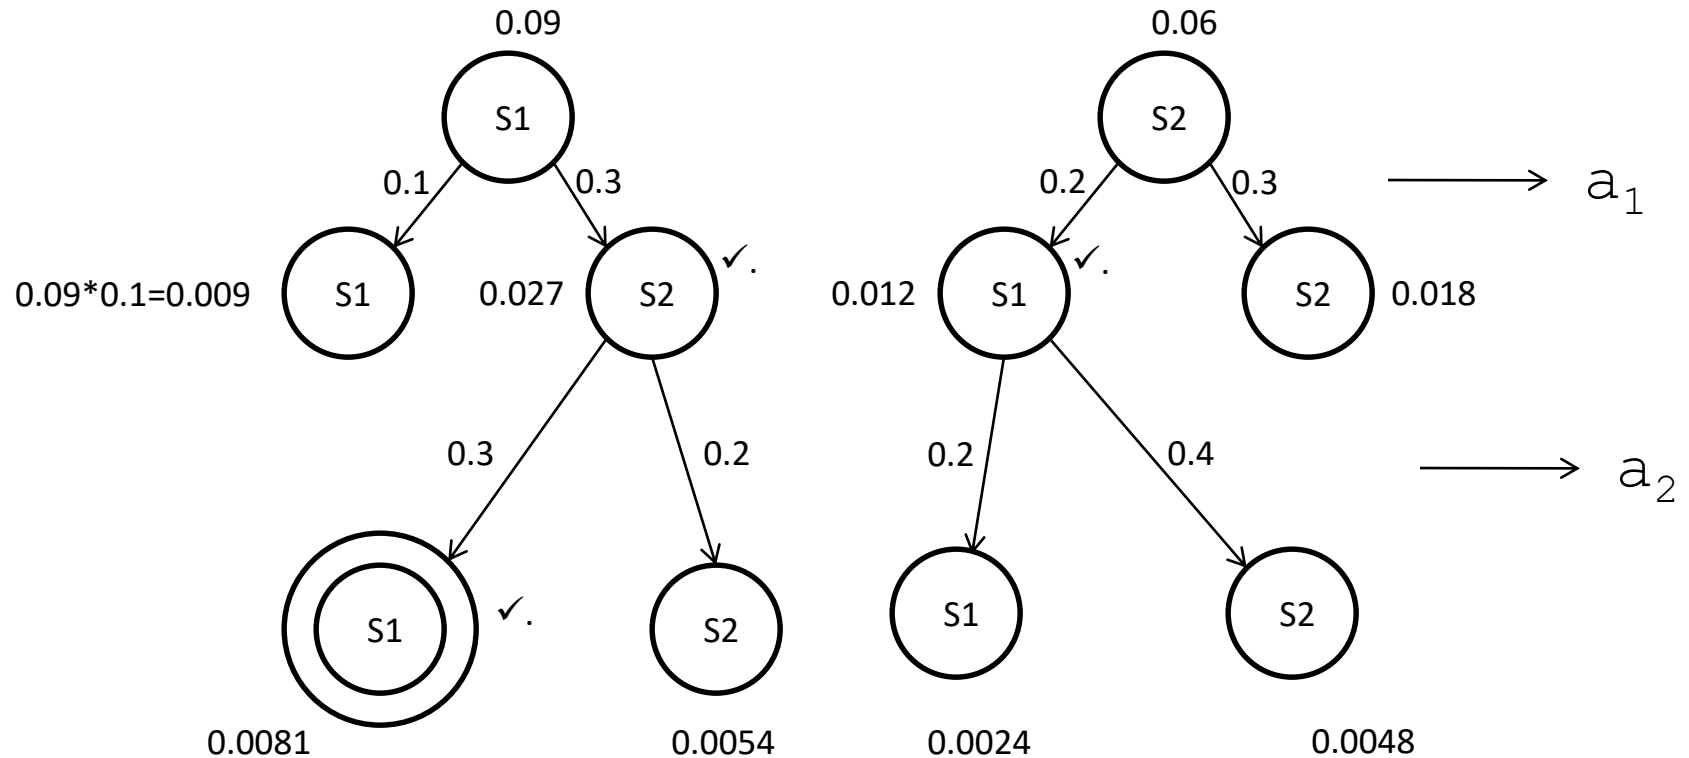 0.09 0.06
S1 S2
0.1 0.3 0.2 0.3 a₁
✓. ✓.
0.09*0.1=0.009 S1 0.027 S2 0.012 S1 S2 0.018
0.3 0.2 0.2 0.4 a₂
S1 ✓. S2 S1 S2
0.0081 0.0054 0.0024 0.0048